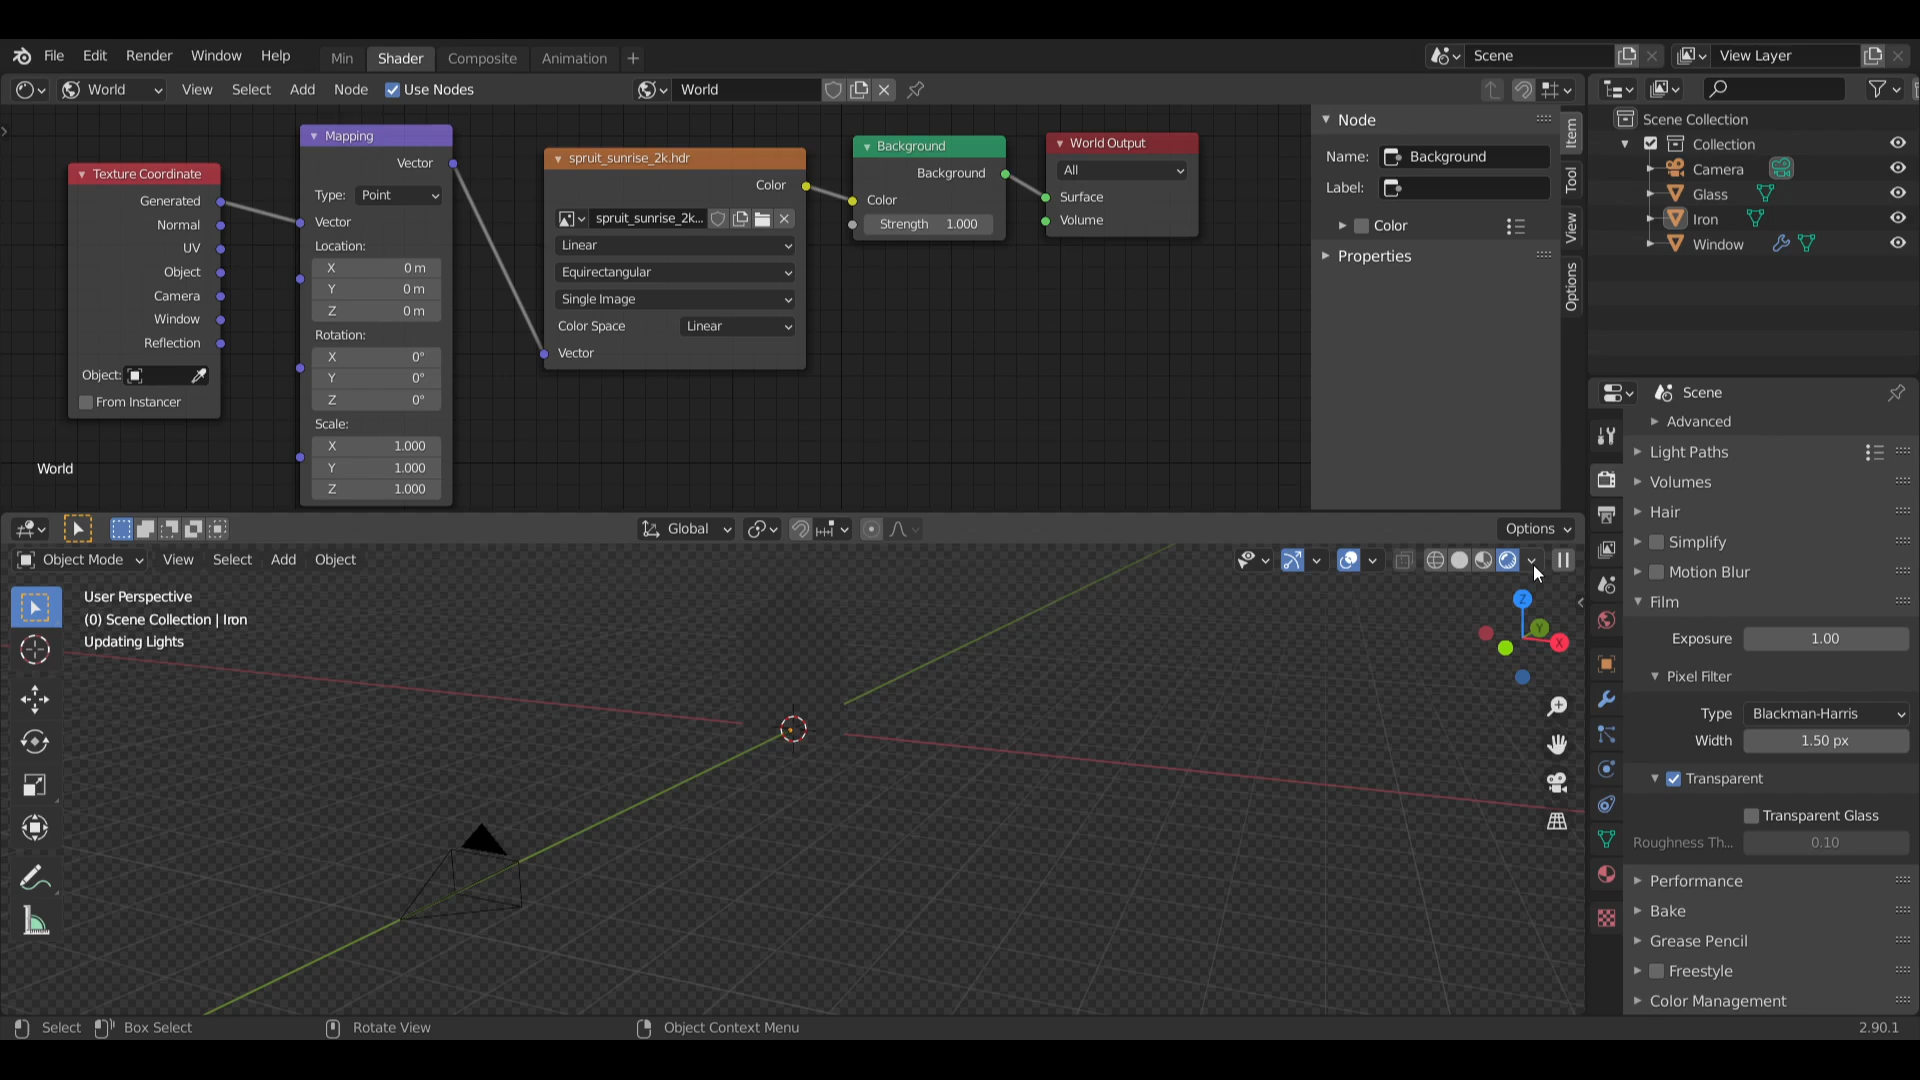 File Edit Render Window Help Min Shader Composite Animation + Scene View Layer
World View Select Add Node Use Nodes World
Texture Coordinate
Generated
Normal
UV
Object
Camera
Window
Reflection
Object:
From Instancer
Mapping
Vector
Type: Point
Vector
Location:
X 0 m
Y 0 m
Z 0 m
Rotation:
X 0°
Y 0°
Z 0°
Scale:
X 1.000
Y 1.000
Z 1.000
spruit_sunrise_2k.hdr
Color
spruit_sunrise_2k...
Linear
Equirectangular
Single Image
Color Space Linear
Vector
Background
Background
Color
Strength 1.000
World Output
All
Surface
Volume
World
Node
Name: Background
Label:
Color
Properties
Item
Tool
View
Options
Scene Collection
Collection
Camera
Glass
Iron
Window
Global Options
Object Mode View Select Add Object
User Perspective
(0) Scene Collection | Iron
Updating Lights
Z
Y
X
Scene
Advanced
Light Paths
Volumes
Hair
Simplify
Motion Blur
Film
Exposure 1.00
Pixel Filter
Type Blackman-Harris
Width 1.50 px
Transparent
Transparent Glass
Roughness Th... 0.10
Performance
Bake
Grease Pencil
Freestyle
Color Management
Select Box Select Rotate View Object Context Menu 2.90.1